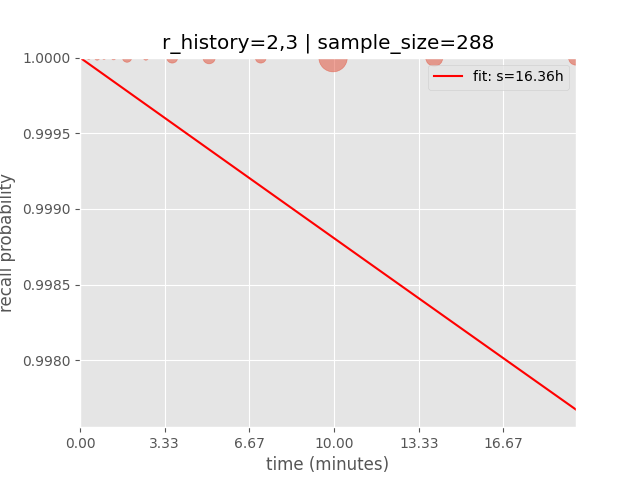 r_history=2,3 | sample_size=288
fit: s=16.36h
recall probability
1.0000
0.9995
0.9990
0.9985
0.9980
0.00
3.33
6.67
10.00
13.33
16.67
time (minutes)